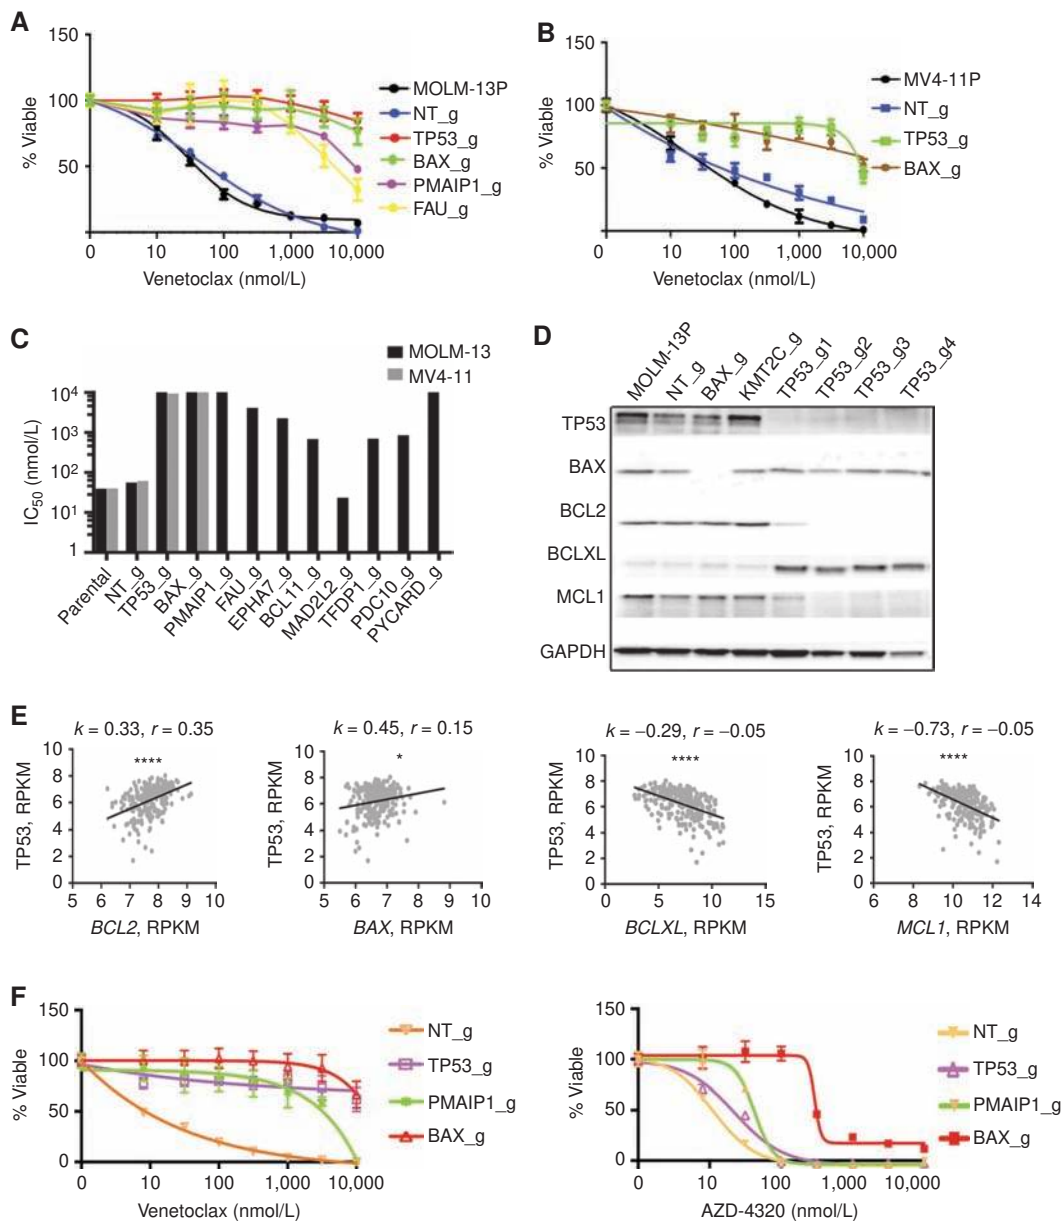 A
150
100
50
% Viable
0
10
100
1,000
10,000
Venetoclax (nmol/L)
MOLM-13P
NT_g
TP53_g
BAX_g
PMAIP1_g
FAU_g
B
150
100
50
% Viable
0
10
100
1,000
10,000
Venetoclax (nmol/L)
MV4-11P
NT_g
TP53_g
BAX_g
C
MOLM-13
MV4-11
IC50 (nmol/L)
10⁴
10³
10²
10¹
1
Parental
NT_g
TP53_g
BAX_g
PMAIP1_g
FAU_g
EPHA7_g
BCL11_g
MAD2L2_g
TFDP1_g
PDC10_g
PYCARD_g
D
MOLM-13P
NT_g
BAX_g
KMT2C_g
TP53_g1
TP53_g2
TP53_g3
TP53_g4
TP53
BAX
BCL2
BCLXL
MCL1
GAPDH
E
k = 0.33, r = 0.35
****
TP53, RPKM
10
8
6
4
2
0
5 6 7 8 9 10
BCL2, RPKM
k = 0.45, r = 0.15
*
TP53, RPKM
10
8
6
4
2
0
5 6 7 8 9 10
BAX, RPKM
k = −0.29, r = −0.05
****
TP53, RPKM
10
8
6
4
2
0
0 5 10 15
BCLXL, RPKM
k = −0.73, r = −0.05
****
TP53, RPKM
10
8
6
4
2
0
6 8 10 12 14
MCL1, RPKM
F
150
100
50
0
% Viable
0
10
100
1,000
10,000
Venetoclax (nmol/L)
NT_g
TP53_g
PMAIP1_g
BAX_g
150
100
50
0
% Viable
0
10
100
1,000
10,000
AZD-4320 (nmol/L)
NT_g
TP53_g
PMAIP1_g
BAX_g